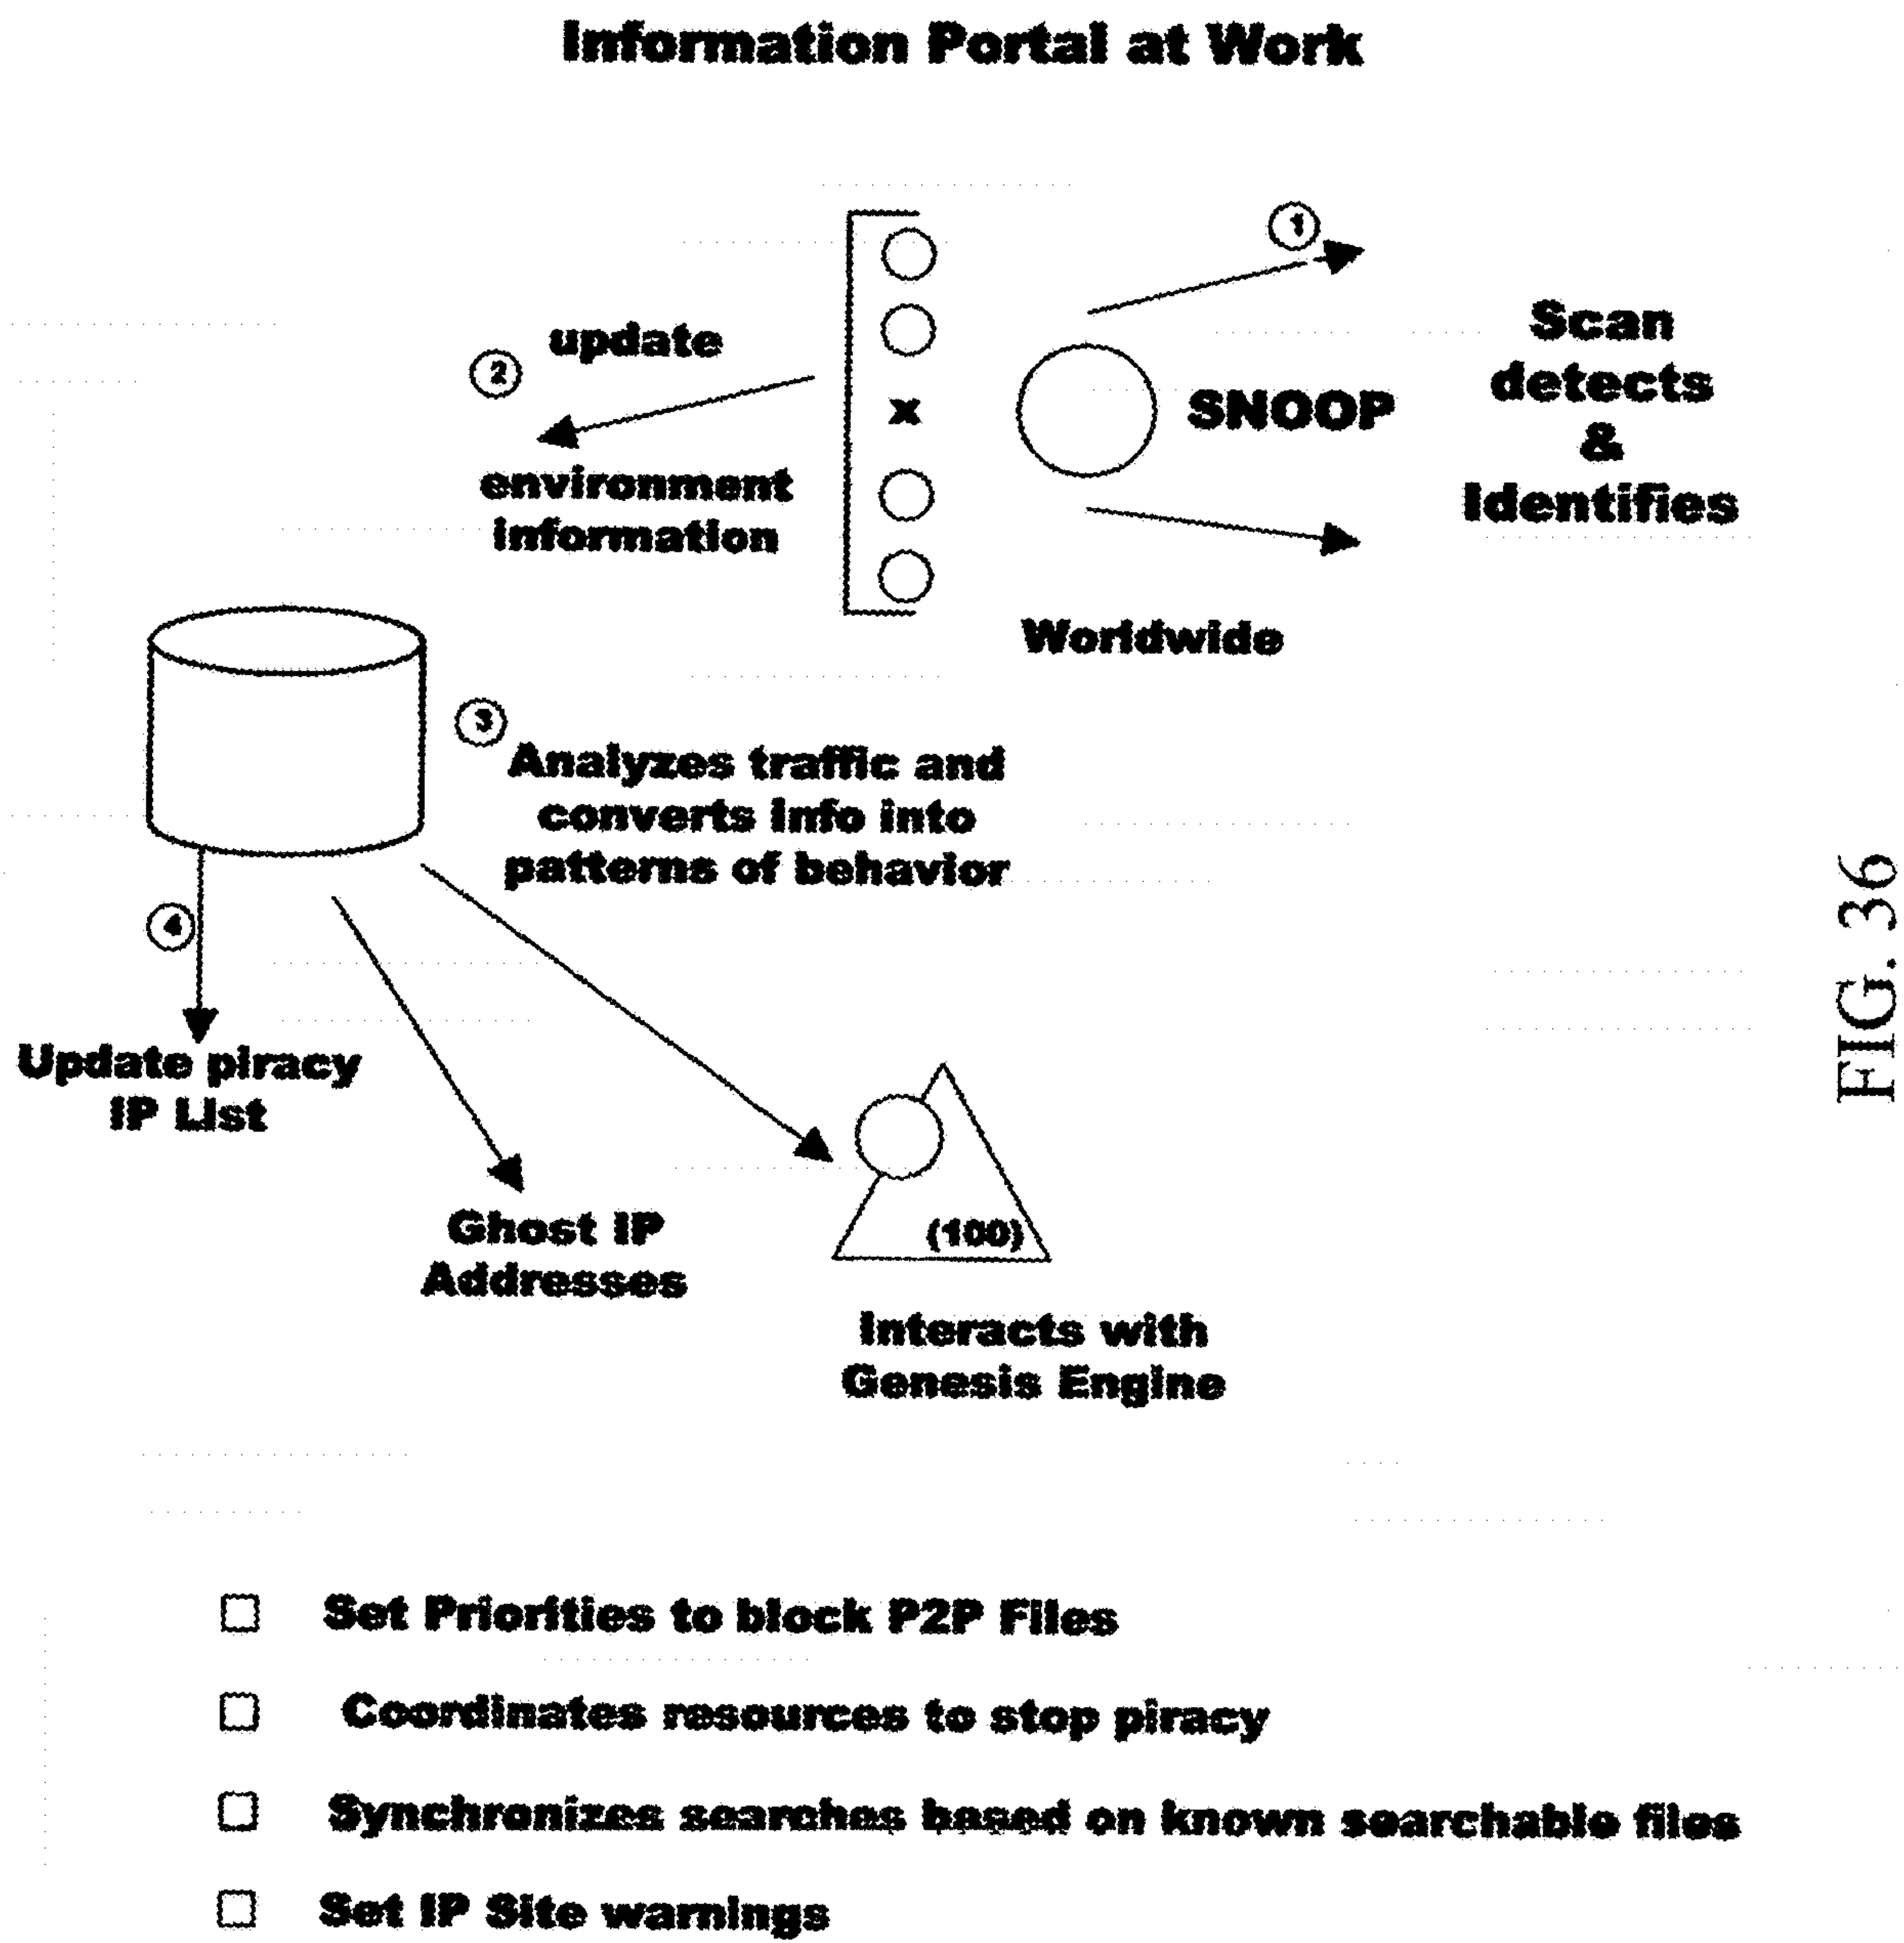 Information Portal at Work
1
update
2
x
SNOOP
Scan
detects
&
Identifies
environment
information
Worldwide
3
Analyzes traffic and
converts info into
patterns of behavior
4
Update piracy
IP List
Ghost IP
Addresses
(100)
Interacts with
Genesis Engine
Set Priorities to block P2P Files
Coordinates resources to stop piracy
Synchronizes searches based on known searchable files
Set IP Site warnings
FIG. 36